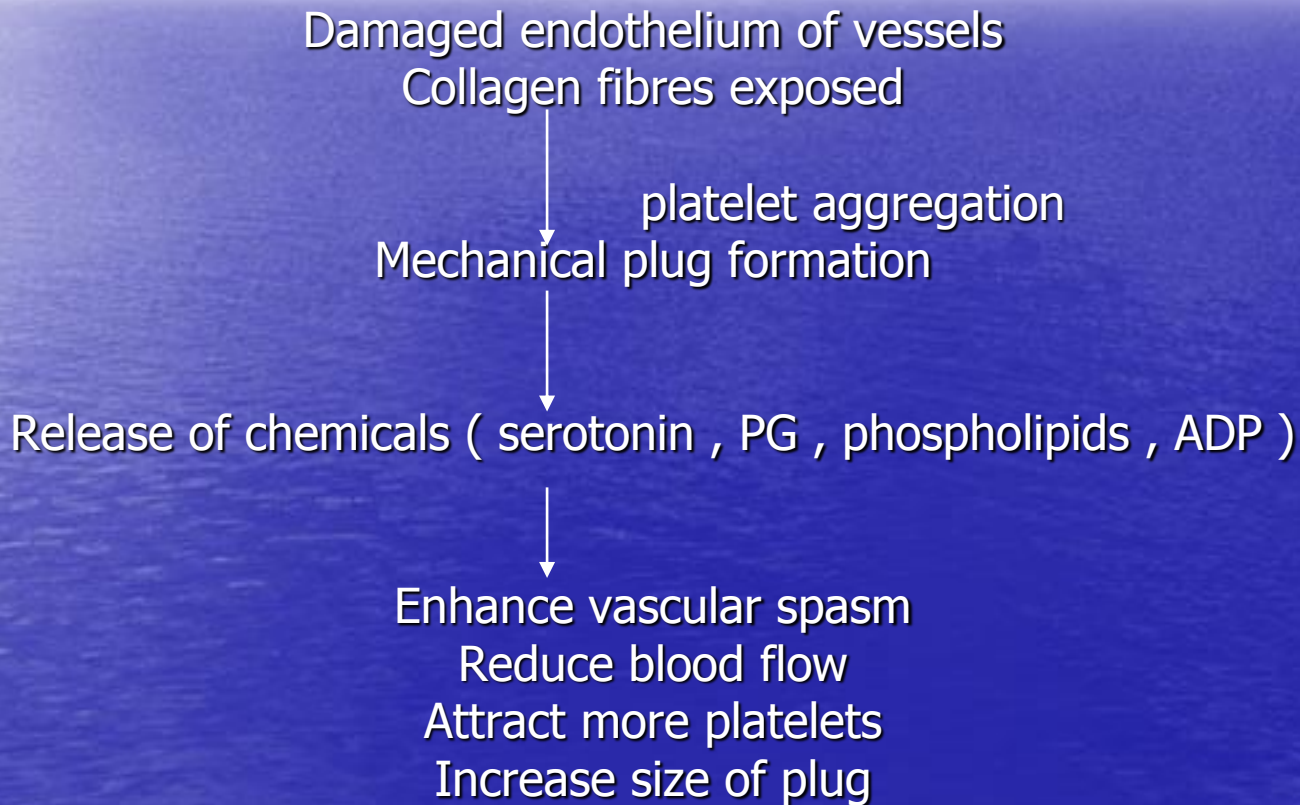 Damaged endothelium of vessels
Collagen fibres exposed
platelet aggregation
Mechanical plug formation
Release of chemicals ( serotonin , PG , phospholipids , ADP )
Enhance vascular spasm
Reduce blood flow
Attract more platelets
Increase size of plug